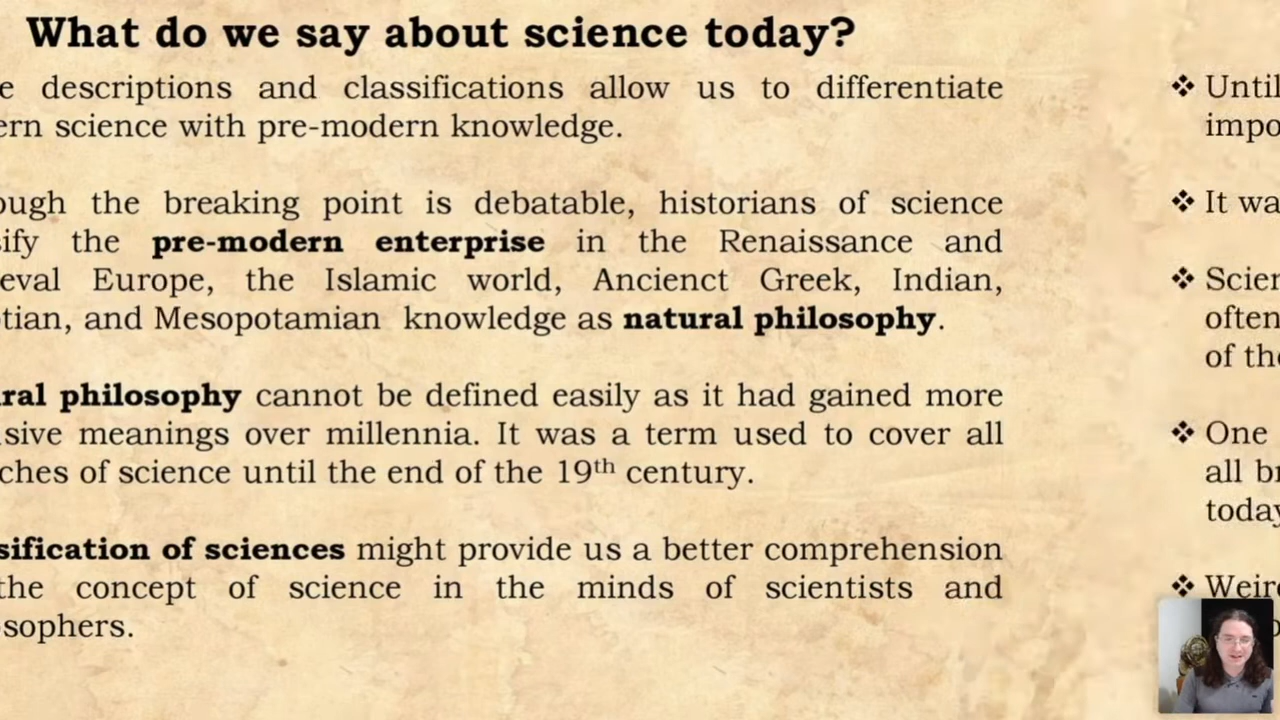 What do we say about science today?
e descriptions and classifications allow us to differentiate
ern science with pre-modern knowledge.
ough the breaking point is debatable, historians of science
sify the pre-modern enterprise in the Renaissance and
eval Europe, the Islamic world, Ancienct Greek, Indian,
tian, and Mesopotamian knowledge as natural philosophy.
ral philosophy cannot be defined easily as it had gained more
sive meanings over millennia. It was a term used to cover all
ches of science until the end of the 19th century.
sification of sciences might provide us a better comprehension
the concept of science in the minds of scientists and
sophers.
❖ Until
impo
❖ It wa
❖ Scien
often
of the
❖ One
all br
today
❖ Weird